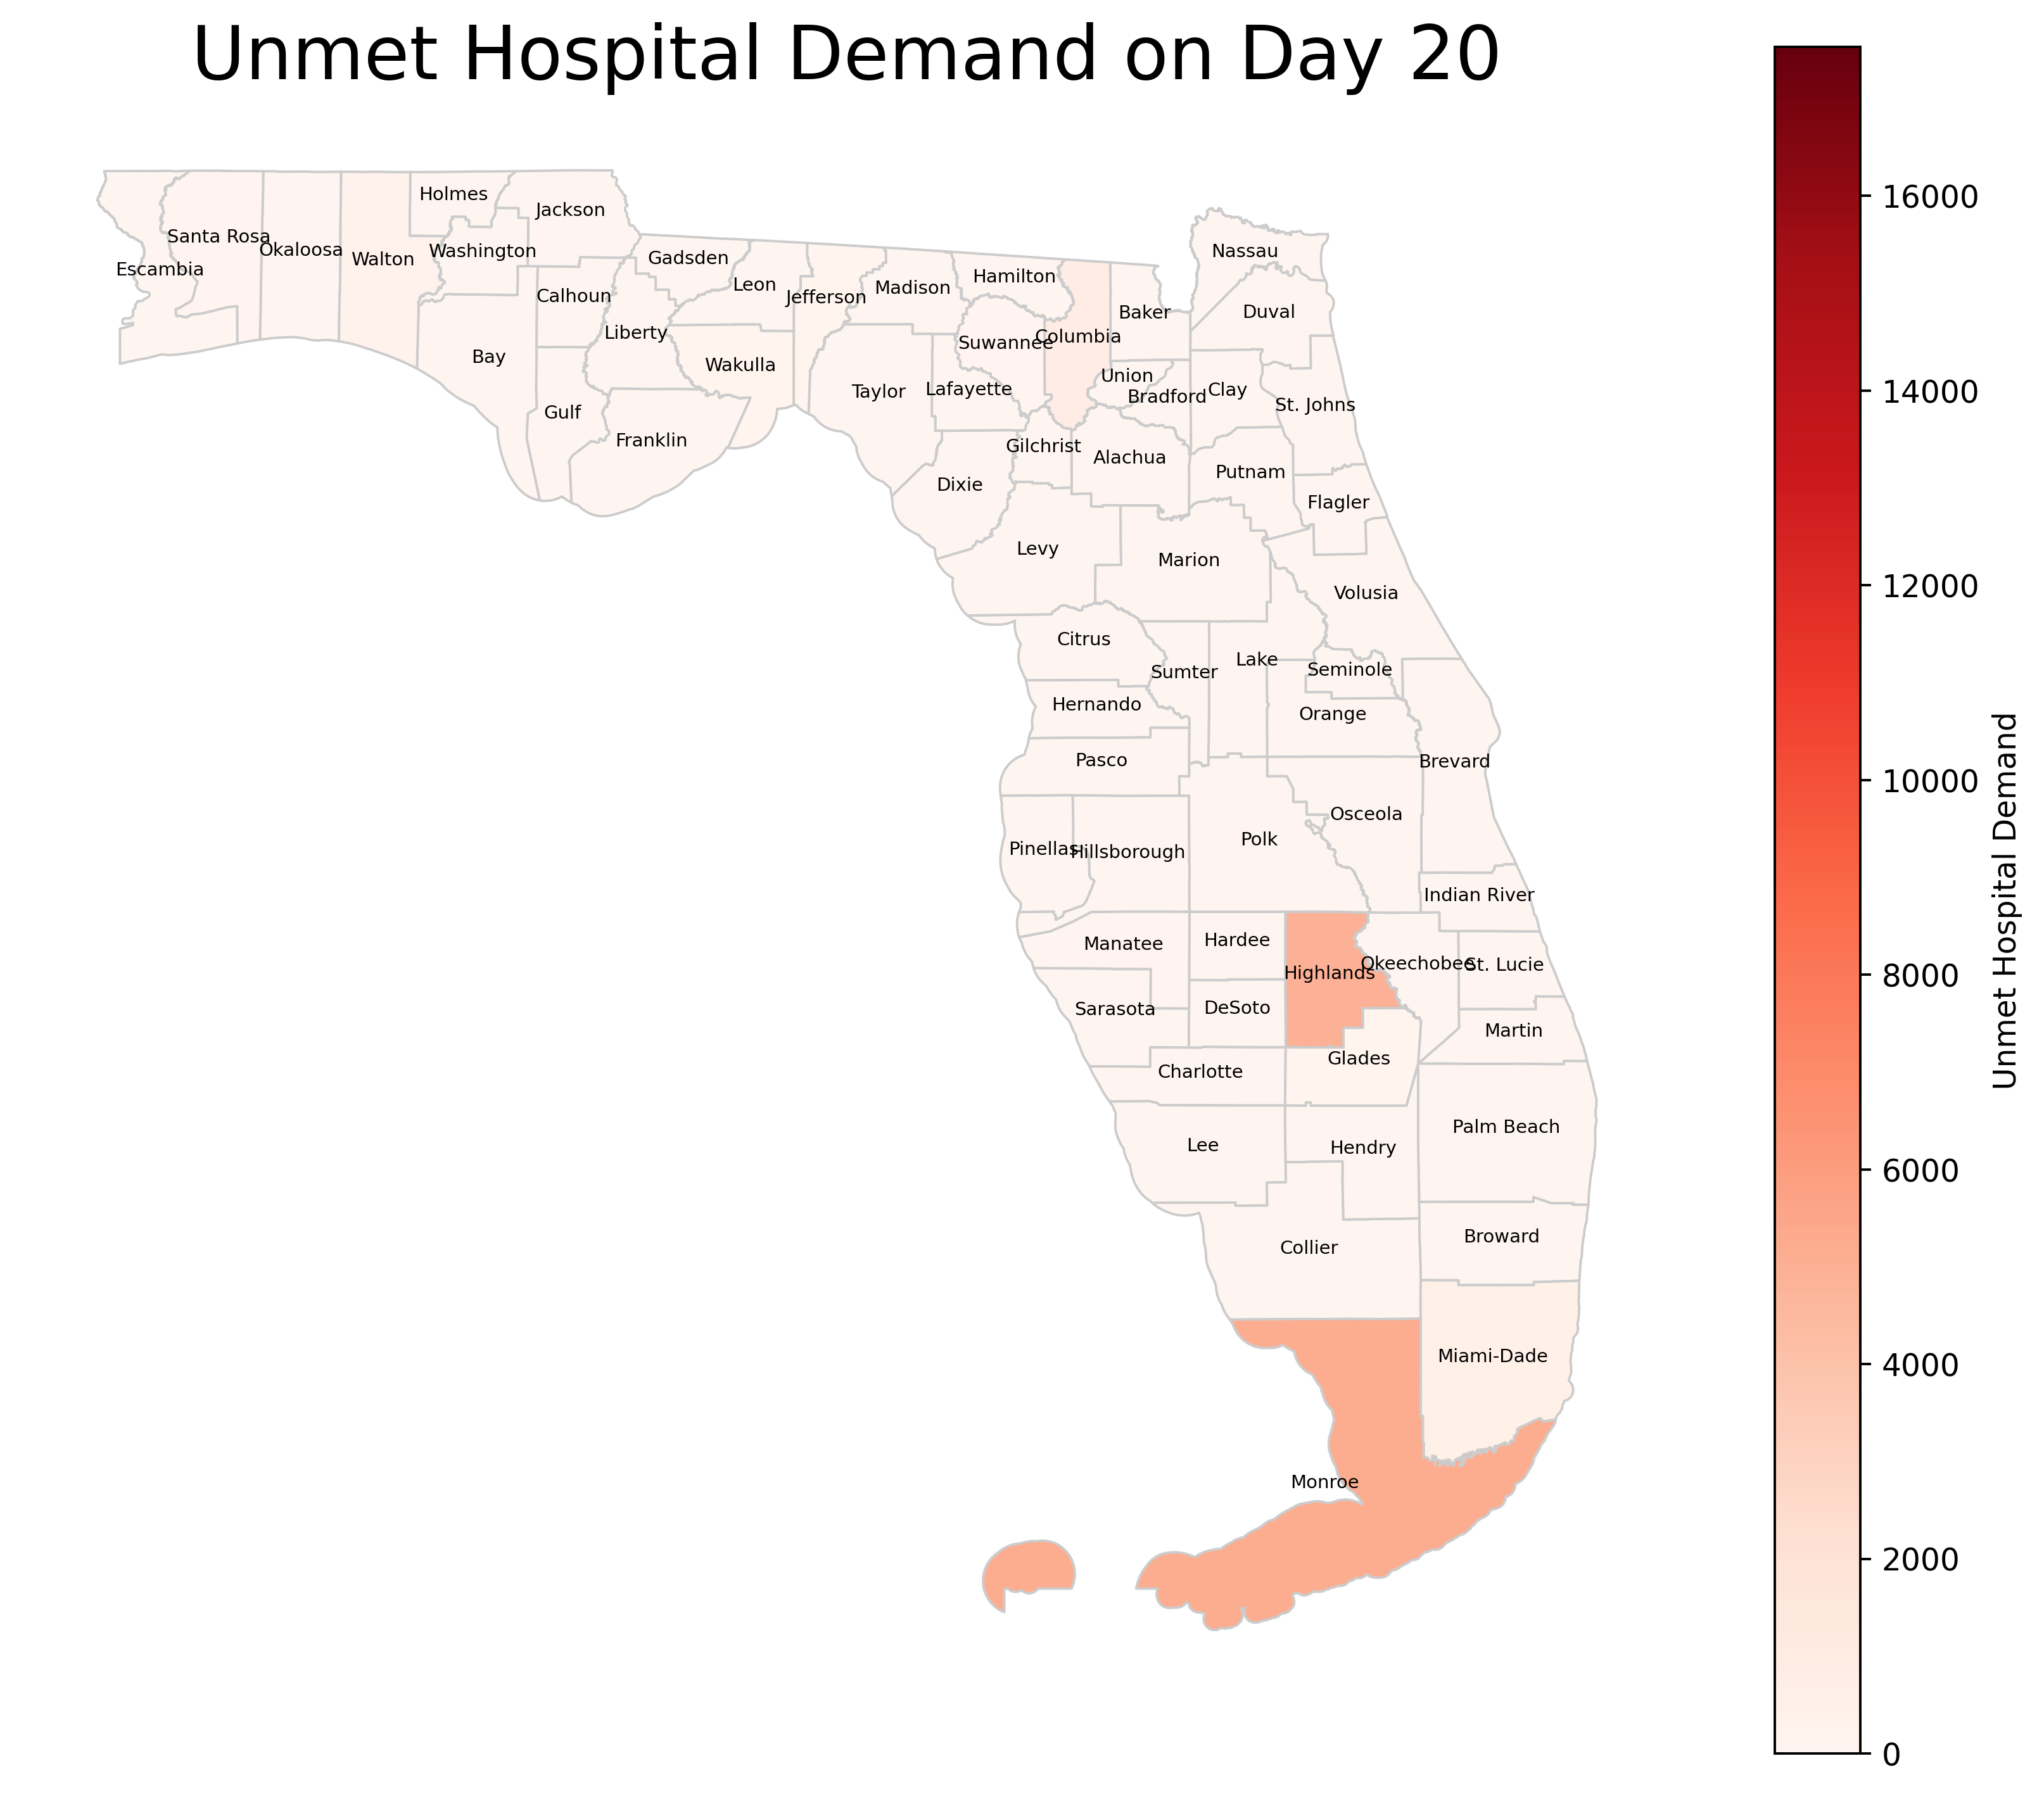 Unmet Hospital Demand on Day 20
Holmes
Jackson
Santa Rosa
Okaloosa
Walton
Washington
Escambia
Gadsden
Leon
Jefferson
Madison
Hamilton
Nassau
Calhoun
Liberty
Baker
Duval
Suwannee
Columbia
Bay
Wakulla
Taylor
Lafayette
Union
Bradford
Clay
St. Johns
Gulf
Franklin
Gilchrist
Alachua
Putnam
Dixie
Flagler
Levy
Marion
Volusia
Citrus
Sumter
Lake
Seminole
Hernando
Orange
Pasco
Brevard
Osceola
Polk
Pinellas
Hillsborough
Indian River
Manatee
Hardee
Highlands
Okeechobee
St. Lucie
Sarasota
DeSoto
Martin
Glades
Charlotte
Palm Beach
Lee
Hendry
Broward
Collier
Miami-Dade
Monroe
16000
14000
12000
10000
8000
6000
4000
2000
0
Unmet Hospital Demand